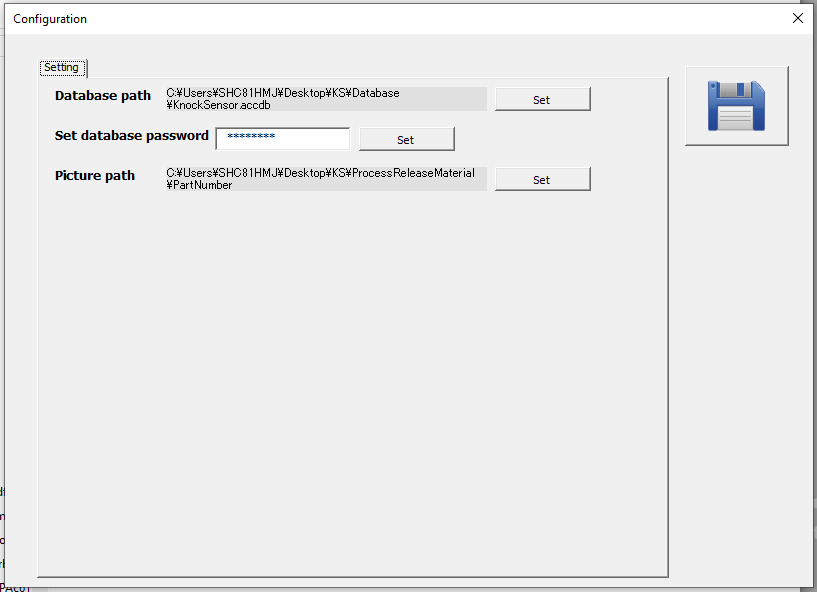 Configuration
Setting
Database path
C:¥Users¥SHC81HMJ¥Desktop¥KS¥Database
¥KnockSensor.accdb
Set
Set database password
********
Set
Picture path
C:¥Users¥SHC81HMJ¥Desktop¥KS¥ProcessReleaseMaterial
¥PartNumber
Set